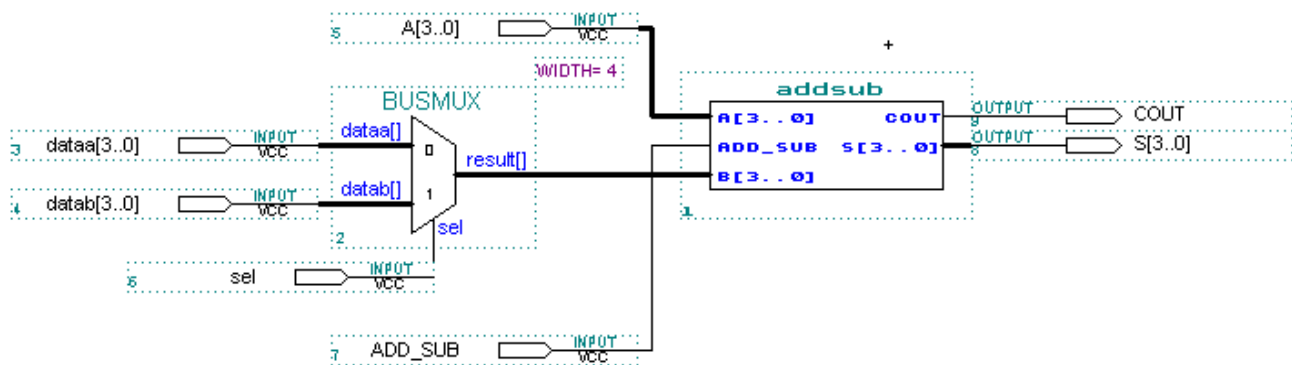 5 A[3..0] INPUT VCC
WIDTH= 4
BUSMUX
3 dataa[3..0] INPUT VCC
4 datab[3..0] INPUT VCC
dataa[]
0
datab[]
1
result[]
sel
2
6 sel INPUT VCC
7 ADD_SUB INPUT VCC
addsub
A[3..0] COUT
ADD_SUB S[3..0]
B[3..0]
1
OUTPUT 9 COUT
OUTPUT 8 S[3..0]